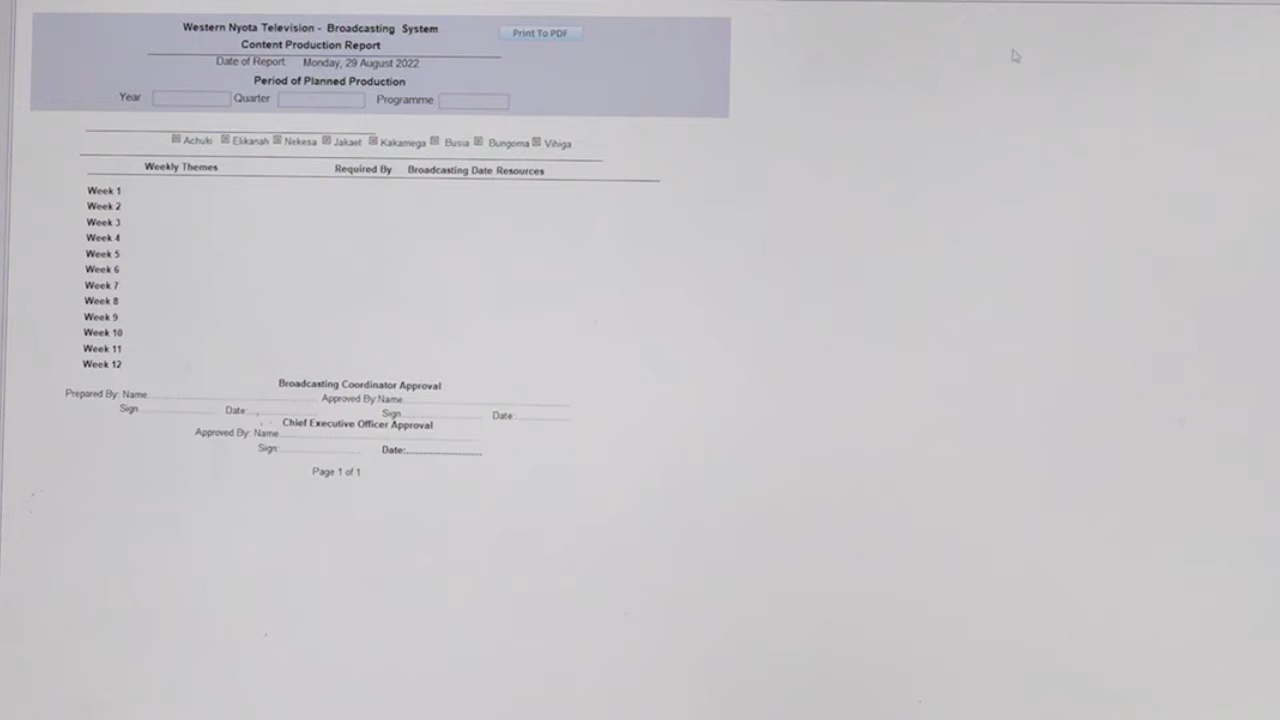 Western Nyota Television - Broadcasting System
Print To PDF
Content Production Report
Date of Report Monday, 29 August 2022
Period of Planned Production
Year Quarter Programme
Achuki Elikanah Nekesa Jakaet Kakamega Busia Bungoma Vihiga
Weekly Themes Required By Broadcasting Date Resources
Week 1
Week 2
Week 3
Week 4
Week 5
Week 6
Week 7
Week 8
Week 9
Week 10
Week 11
Week 12
Broadcasting Coordinator Approval
Prepared By: Name Approved By:Name
Sign Date: Sign Date:
Chief Executive Officer Approval
Approved By: Name
Sign: Date:
Page 1 of 1